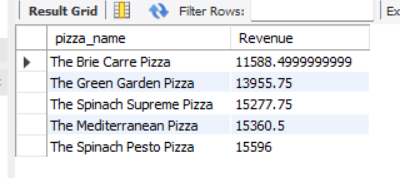 Result Grid Filter Rows: Ex
pizza_name Revenue
The Brie Carre Pizza 11588.4999999999
The Green Garden Pizza 13955.75
The Spinach Supreme Pizza 15277.75
The Mediterranean Pizza 15360.5
The Spinach Pesto Pizza 15596